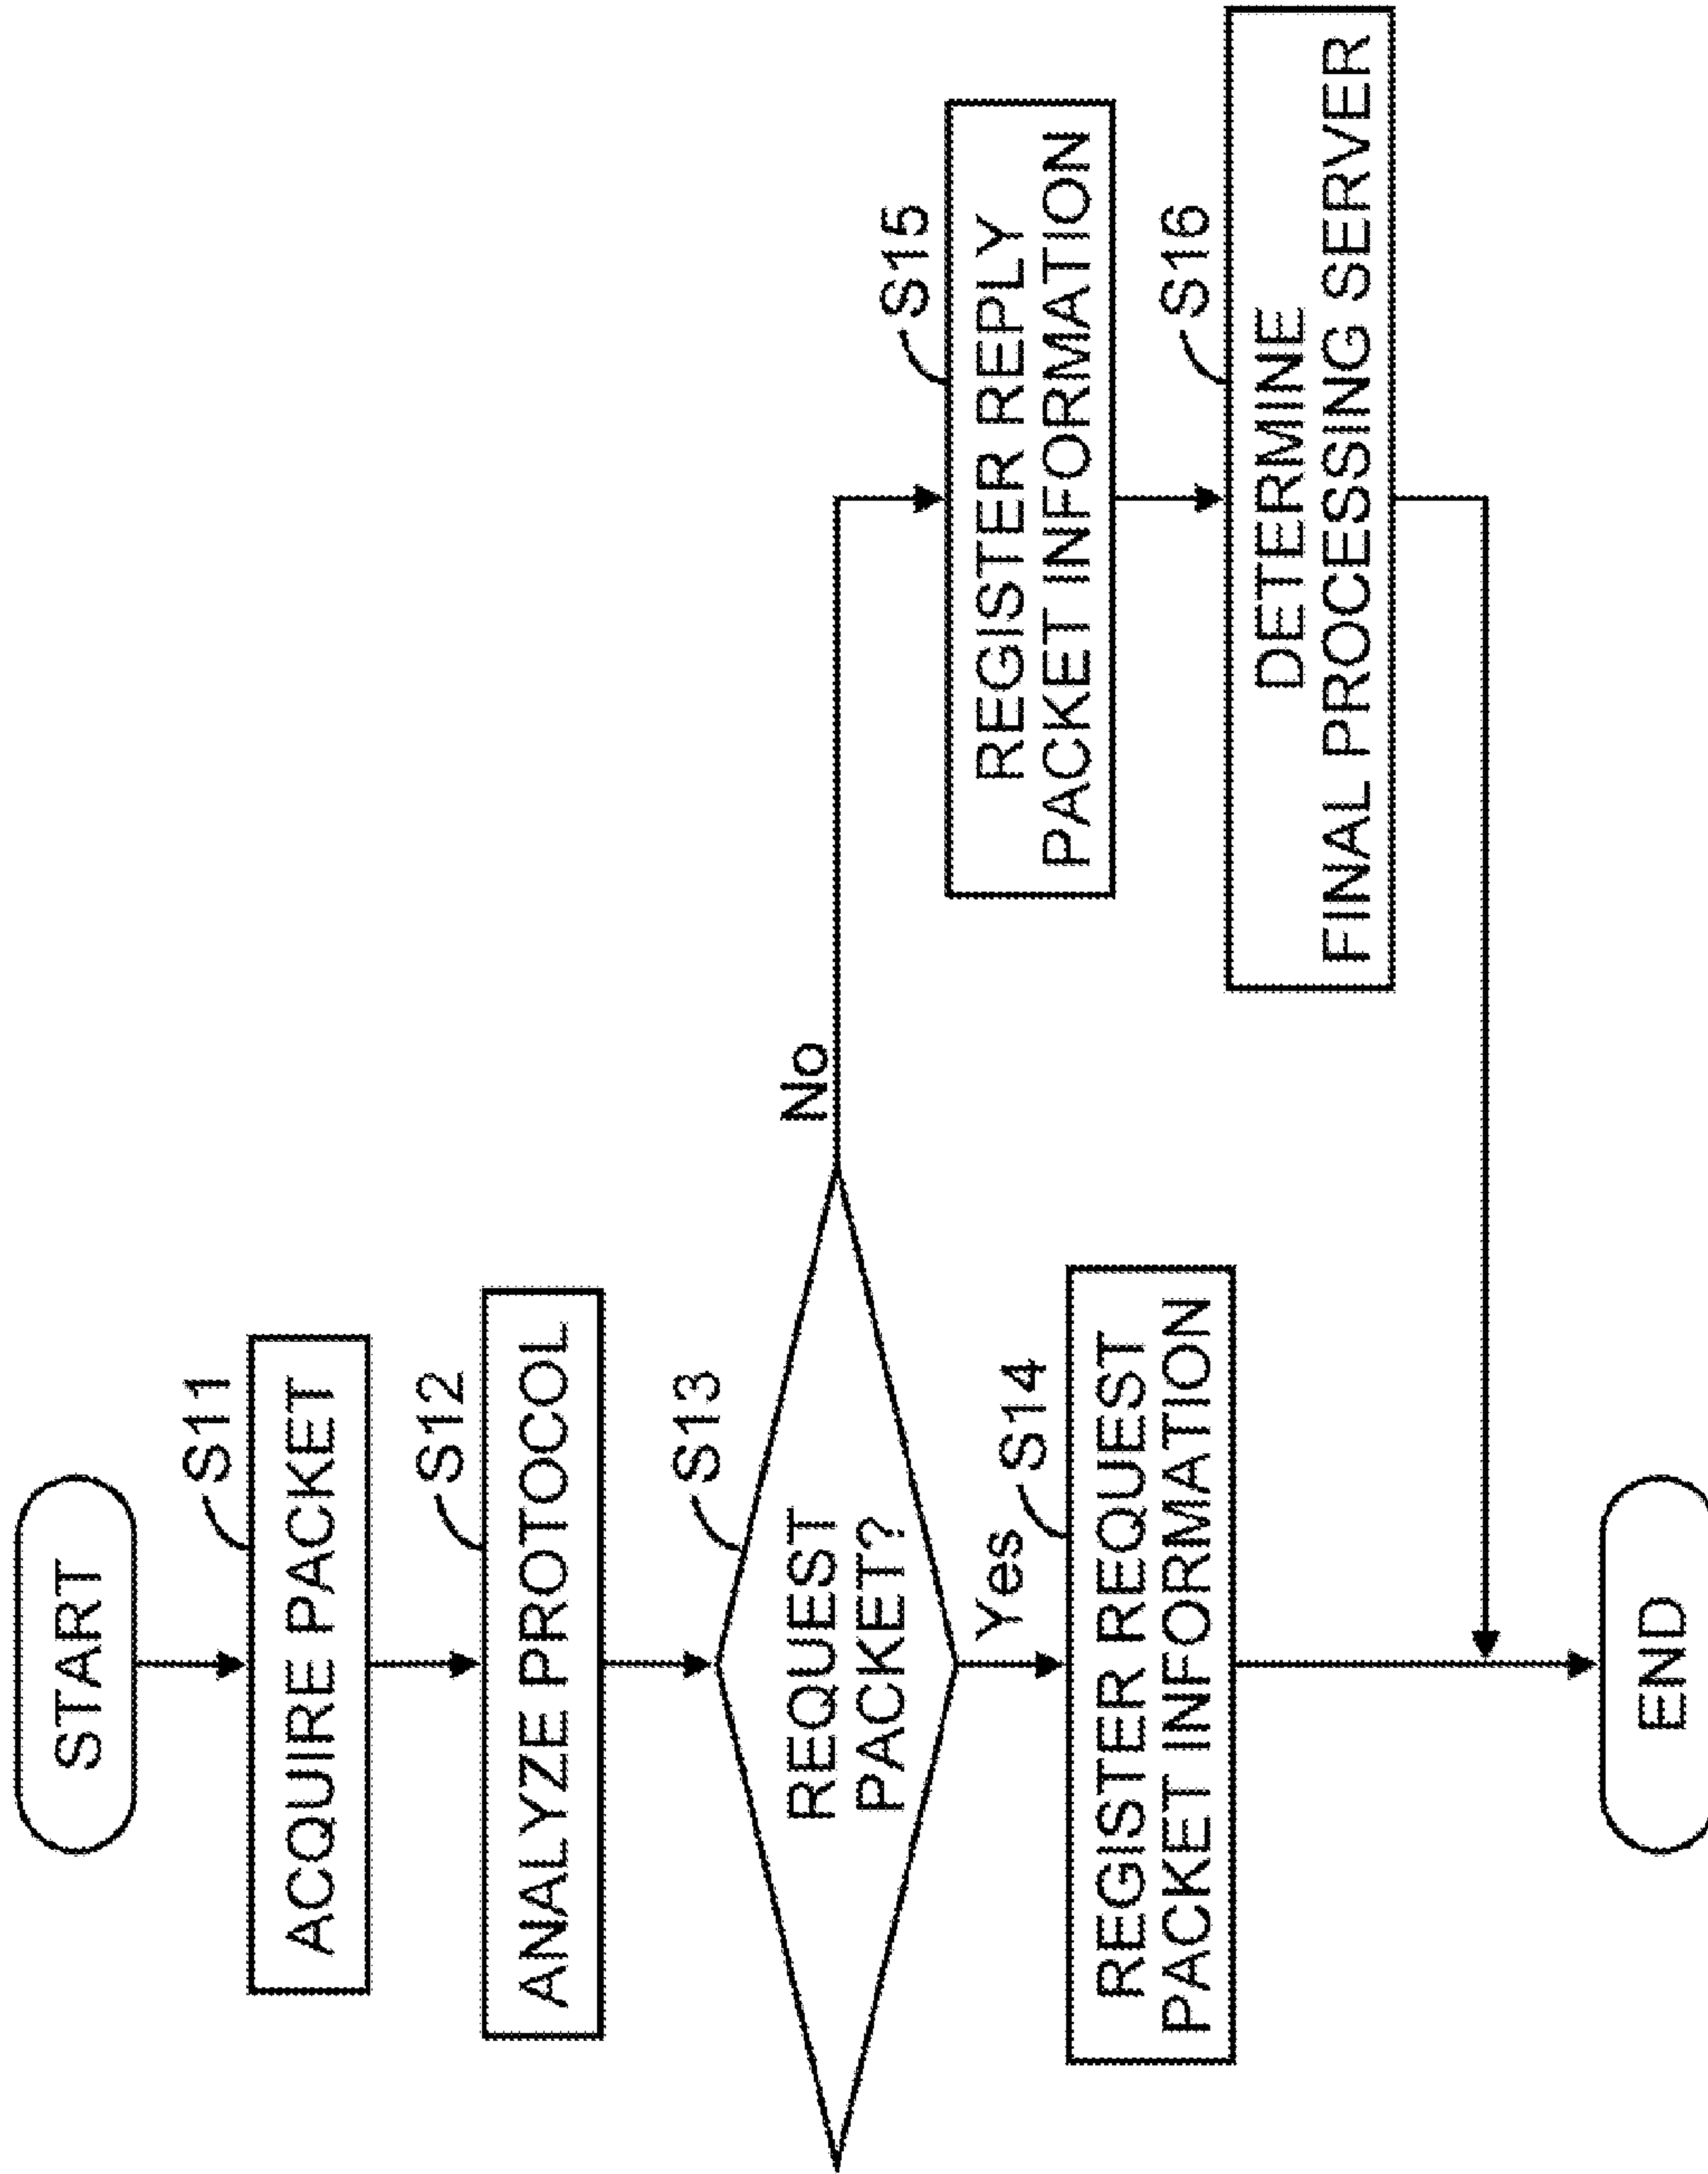 START
S11
ACQUIRE PACKET
S12
ANALYZE PROTOCOL
S13
REQUEST
PACKET?
No
Yes
S14
REGISTER REQUEST
PACKET INFORMATION
S15
REGISTER REPLY
PACKET INFORMATION
S16
DETERMINE
FINAL PROCESSING SERVER
END